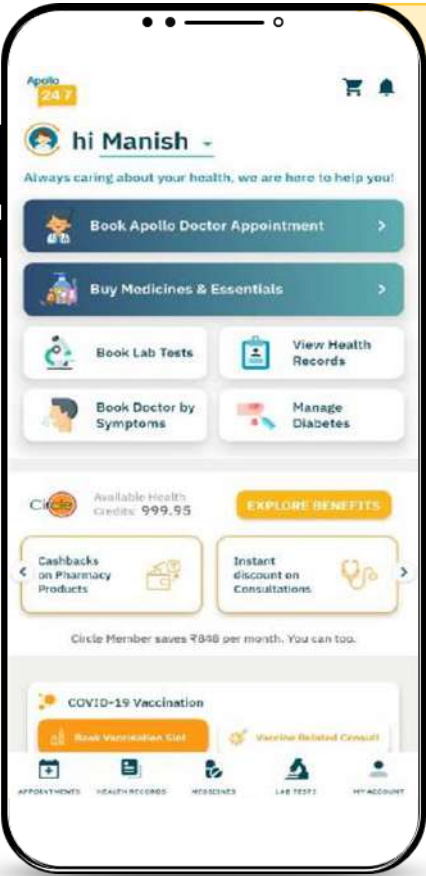 Apollo
24|7
hi Manish
Always caring about your health, we are here to help you!
Book Apollo Doctor Appointment
Buy Medicines & Essentials
Book Lab Tests
View Health
Records
Book Doctor by
Symptoms
Manage
Diabetes
Circle
Available Health
Credits: 999.95
EXPLORE BENEFITS
Cashbacks
on Pharmacy
Products
Instant
discount on
Consultations
Circle Member saves ₹848 per month. You can too.
COVID-19 Vaccination
Book Vaccination Slot
Vaccine Related Consult
APPOINTMENTS
HEALTH RECORDS
MEDICINES
LAB TESTS
MY ACCOUNT